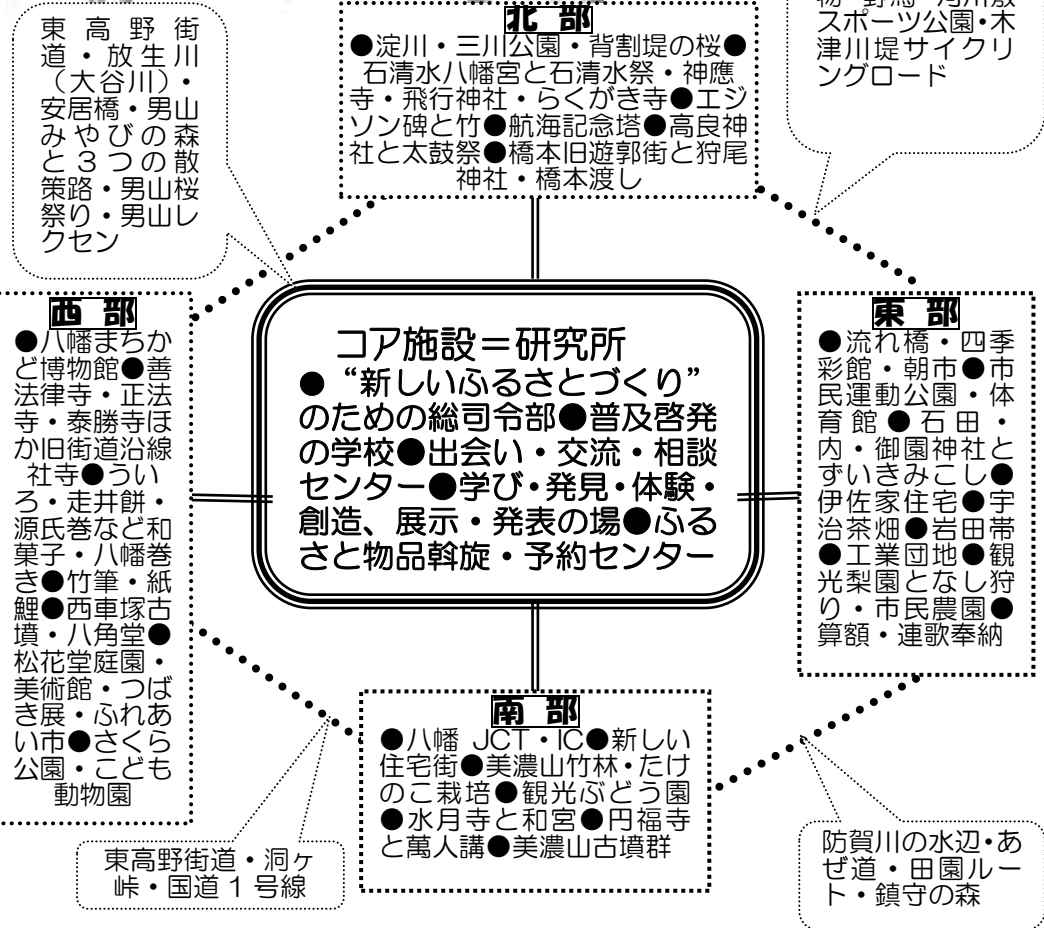 東高野街
道・放生川
（大谷川）・
安居橋・男山
みやびの森
と３つの散
策路・男山桜
祭り・男山レ
クセン
北 部
●淀川・三川公園・背割堤の桜●
石清水八幡宮と石清水祭・神應
寺・飛行神社・らくがき寺●エジ
ソン碑と竹●航海記念塔●高良神
社と太鼓祭●橋本旧遊郭街と狩尾
神社・橋本渡し
スポーツ公園・木
津川堤サイクリ
ングロード
西 部
●八幡まちか
ど博物館●善
法律寺・正法
寺・泰勝寺ほ
か旧街道沿線
社寺●うい
ろ・走井餅・
源氏巻など和
菓子・八幡巻
き●竹筆・紙
鯉●西車塚古
墳・八角堂●
松花堂庭園・
美術館・つば
き展・ふれあ
い市●さくら
公園・こども
動物園
コア施設＝研究所
● “新しいふるさとづくり”
のための総司令部●普及啓発
の学校●出会い・交流・相談
センター●学び・発見・体験・
創造、展示・発表の場●ふる
さと物品斡旋・予約センター
東 部
●流れ橋・四季
彩館・朝市●市
民運動公園・体
育館●石田・
内・御園神社と
ずいきみこし●
伊佐家住宅●宇
治茶畑●岩田帯
●工業団地●観
光梨園となし狩
り・市民農園●
算額・連歌奉納
南 部
●八幡 JCT・IC●新しい
住宅街●美濃山竹林・たけ
のこ栽培●観光ぶどう園
●水月寺と和宮●円福寺
と萬人講●美濃山古墳群
東高野街道・洞ヶ
峠・国道１号線
防賀川の水辺・あ
ぜ道・田園ルー
ト・鎮守の森